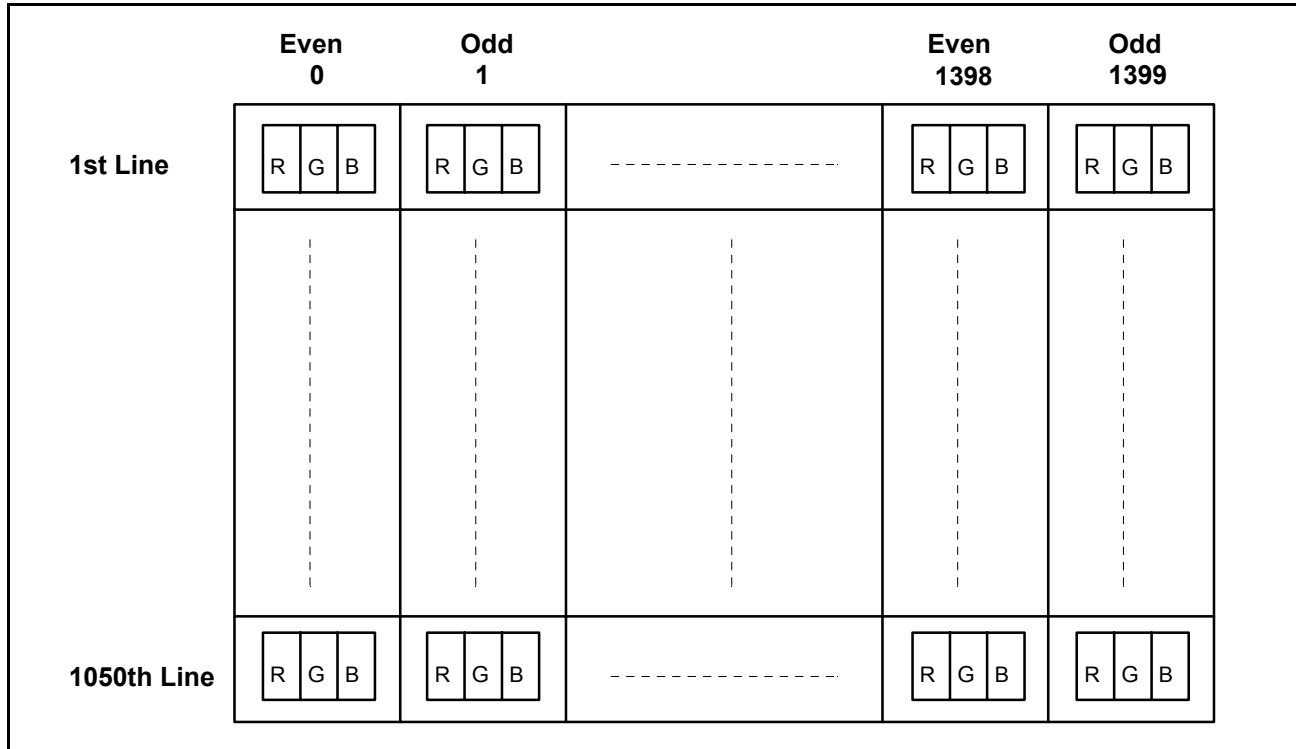 Even Odd Even Odd
0 1 1398 1399
1st Line R G B R G B R G B R G B
1050th Line R G B R G B R G B R G B